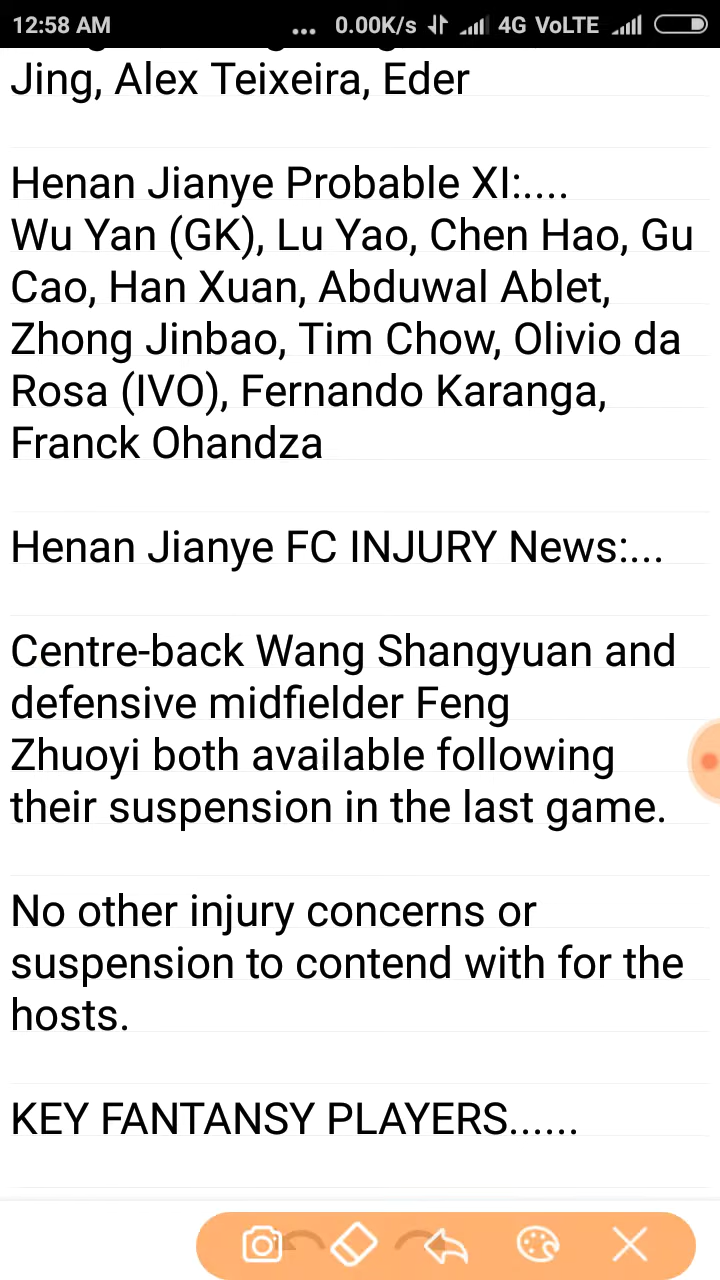 12:58 AM ... 0.00K/s 4G VoLTE
Jing, Alex Teixeira, Eder
Henan Jianye Probable XI:....
Wu Yan (GK), Lu Yao, Chen Hao, Gu
Cao, Han Xuan, Abduwal Ablet,
Zhong Jinbao, Tim Chow, Olivio da
Rosa (IVO), Fernando Karanga,
Franck Ohandza
Henan Jianye FC INJURY News:...
Centre-back Wang Shangyuan and
defensive midfielder Feng
Zhuoyi both available following
their suspension in the last game.
No other injury concerns or
suspension to contend with for the
hosts.
KEY FANTANSY PLAYERS......